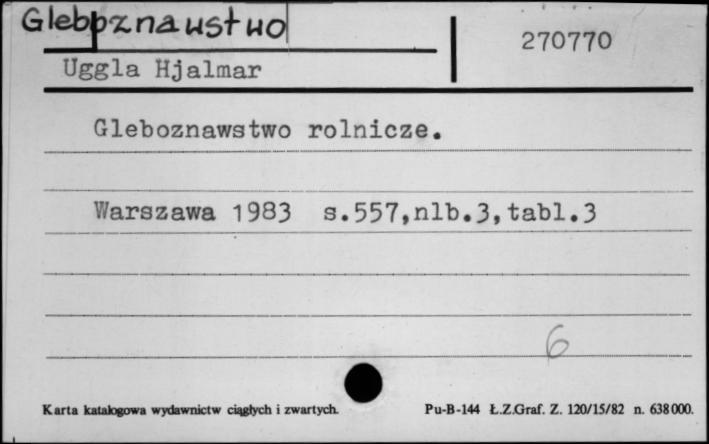 Gleboznawstwo
270770
Uggla Hjalmar
Gleboznawstwo rolnicze.
Warszawa 1983 s.557,nlb.3,tabl.3
6
Karta katalogowa wydawnictw ciągłych i zwartych. Pu-B-144 Ł.Z.Graf. Z. 120/15/82 n. 638000.